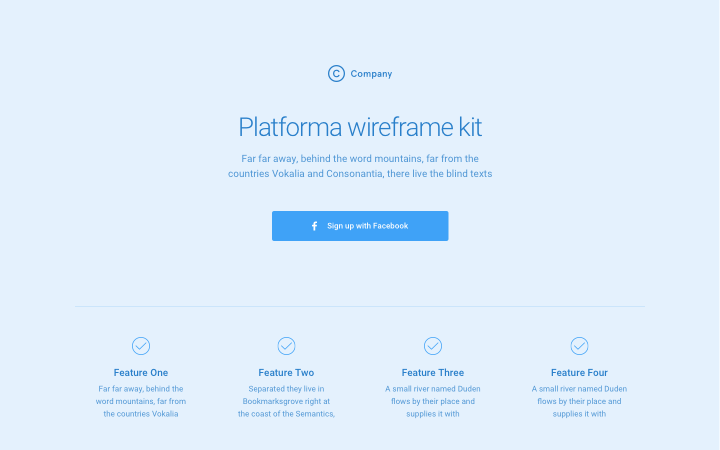 C Company
Platforma wireframe kit
Far far away, behind the word mountains, far from the
countries Vokalia and Consonantia, there live the blind texts
f Sign up with Facebook
Feature One
Far far away, behind the
word mountains, far from
the countries Vokalia
Feature Two
Separated they live in
Bookmarksgrove right at
the coast of the Semantics,
Feature Three
A small river named Duden
flows by their place and
supplies it with
Feature Four
A small river named Duden
flows by their place and
supplies it with